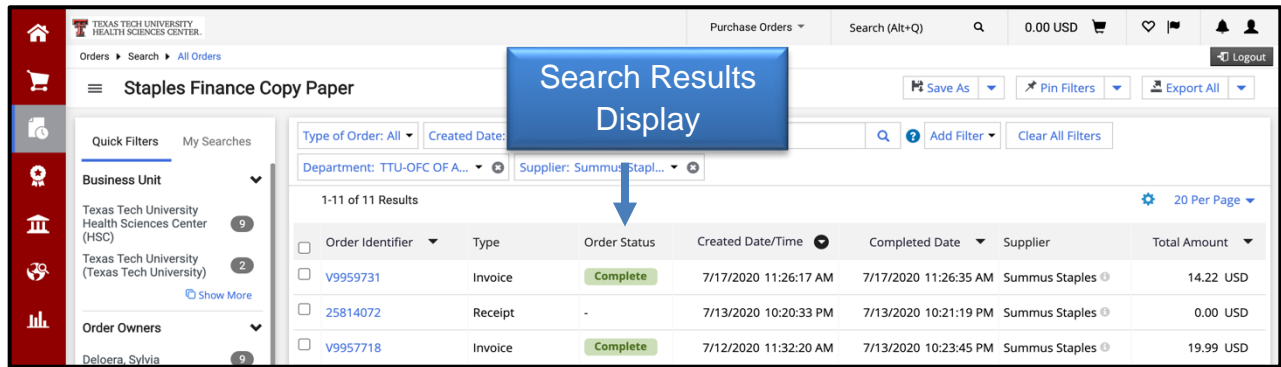 TEXAS TECH UNIVERSITY
HEALTH SCIENCES CENTER.
Purchase Orders
Search (Alt+Q)
0.00 USD
Orders Search All Orders
Logout
Staples Finance Copy Paper
Save As
Pin Filters
Export All
Search Results
Display
Quick Filters
My Searches
Type of Order: All
Created Date:
Add Filter
Clear All Filters
Department: TTU-OFC OF A...
Supplier: Summus Stapl...
Business Unit
Texas Tech University
Health Sciences Center
(HSC)
9
Texas Tech University
(Texas Tech University)
2
Show More
Order Owners
Deloera, Sylvia
9
1-11 of 11 Results
20 Per Page
Order Identifier Type Order Status Created Date/Time Completed Date Supplier Total Amount
V9959731 Invoice Complete 7/17/2020 11:26:17 AM 7/17/2020 11:26:35 AM Summus Staples 14.22 USD
25814072 Receipt - 7/13/2020 10:20:33 PM 7/13/2020 10:21:19 PM Summus Staples 0.00 USD
V9957718 Invoice Complete 7/12/2020 11:32:20 AM 7/13/2020 10:23:45 PM Summus Staples 19.99 USD